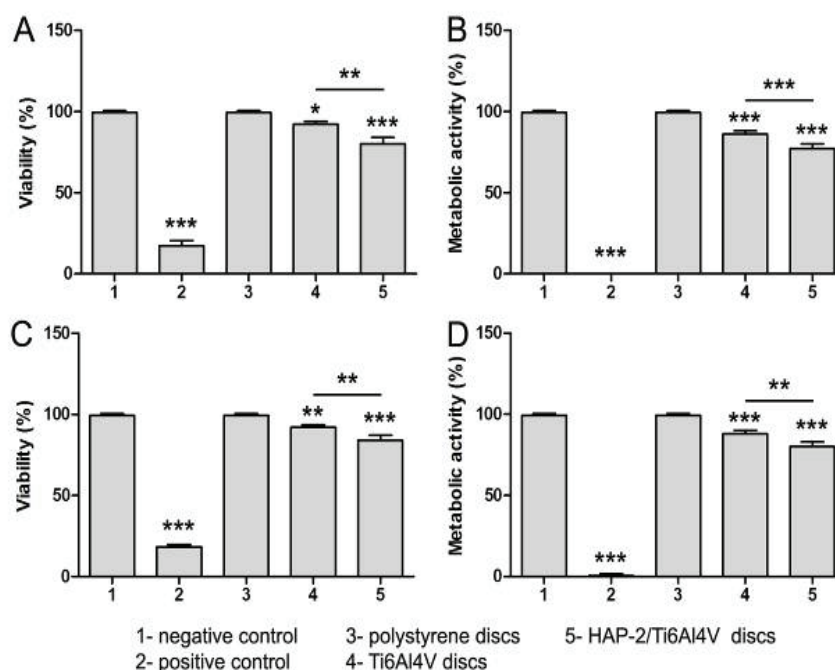 A
Viability (%)
150
100
50
0
***
*
***
**
1 2 3 4 5
B
Metabolic activity (%)
150
100
50
0
***
***
***
***
1 2 3 4 5
C
Viability (%)
150
100
50
0
***
**
***
**
1 2 3 4 5
D
Metabolic activity (%)
150
100
50
0
***
***
***
**
1 2 3 4 5
1- negative control 3- polystyrene discs 5- HAP-2/Ti6Al4V discs
2- positive control 4- Ti6Al4V discs